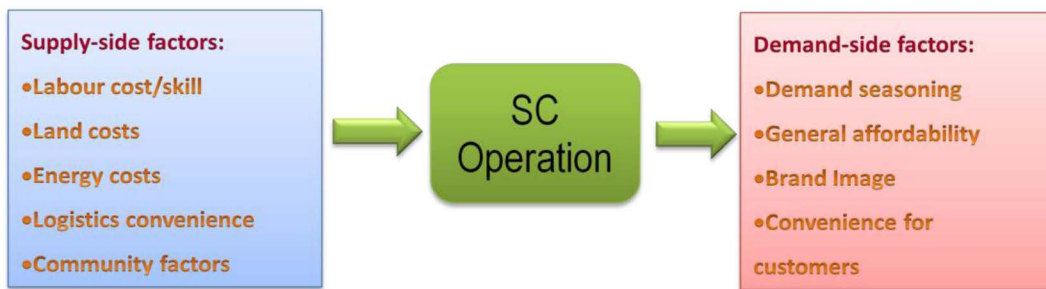 Supply-side factors:
•Labour cost/skill
•Land costs
•Energy costs
•Logistics convenience
•Community factors
SC
Operation
Demand-side factors:
•Demand seasoning
•General affordability
•Brand Image
•Convenience for
customers